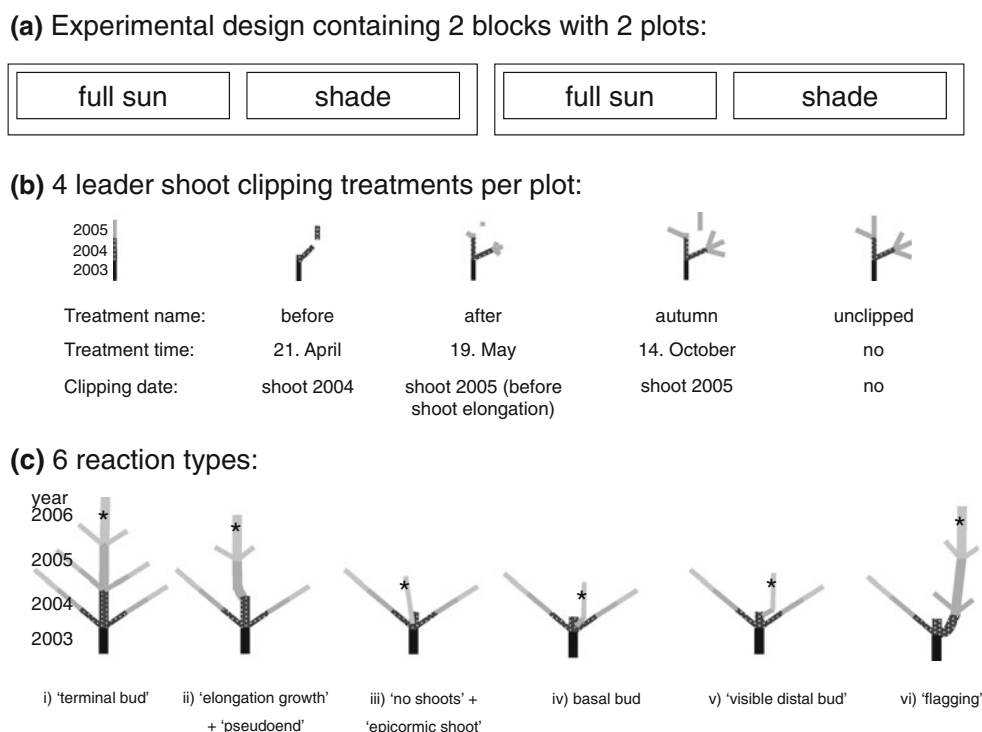 (a) Experimental design containing 2 blocks with 2 plots:
full sun shade full sun shade
(b) 4 leader shoot clipping treatments per plot:
2005
2004
2003
Treatment name: before after autumn unclipped
Treatment time: 21. April 19. May 14. October no
Clipping date: shoot 2004 shoot 2005 (before shoot 2005 no
shoot elongation)
(c) 6 reaction types:
year
2006
* * * * * *
2005
2004
2003
i) 'terminal bud' ii) 'elongation growth' iii) 'no shoots' + iv) basal bud v) 'visible distal bud' vi) 'flagging'
+ 'pseudoend' 'epicormic shoot'